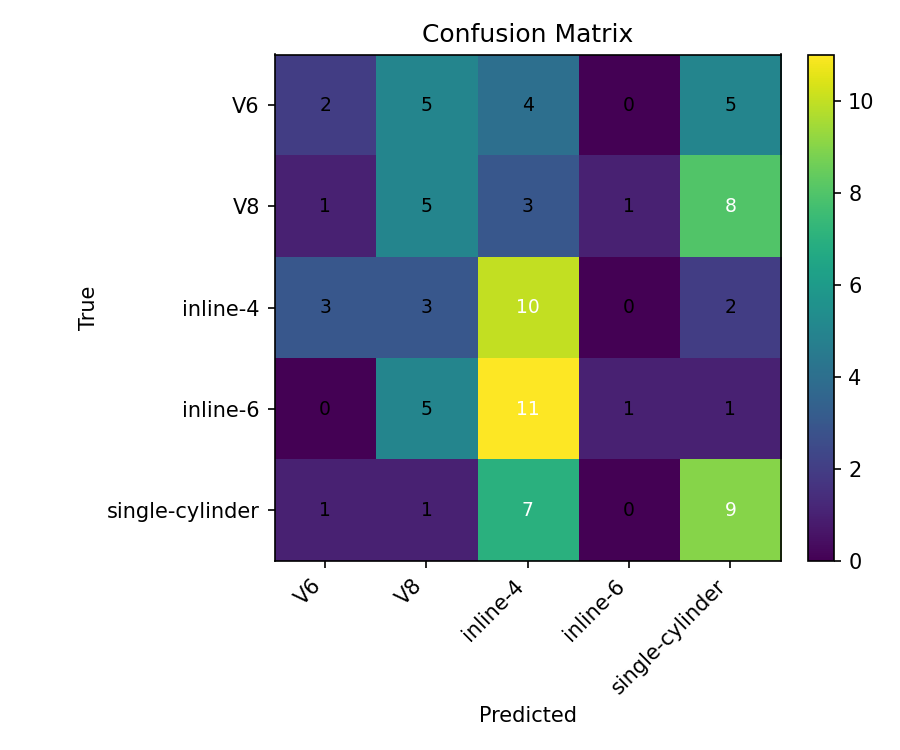 Confusion Matrix
True
V6 2 5 4 0 5
V8 1 5 3 1 8
inline-4 3 3 10 0 2
inline-6 0 5 11 1 1
single-cylinder 1 1 7 0 9
V6 V8 inline-4 inline-6 single-cylinder
Predicted
10
8
6
4
2
0